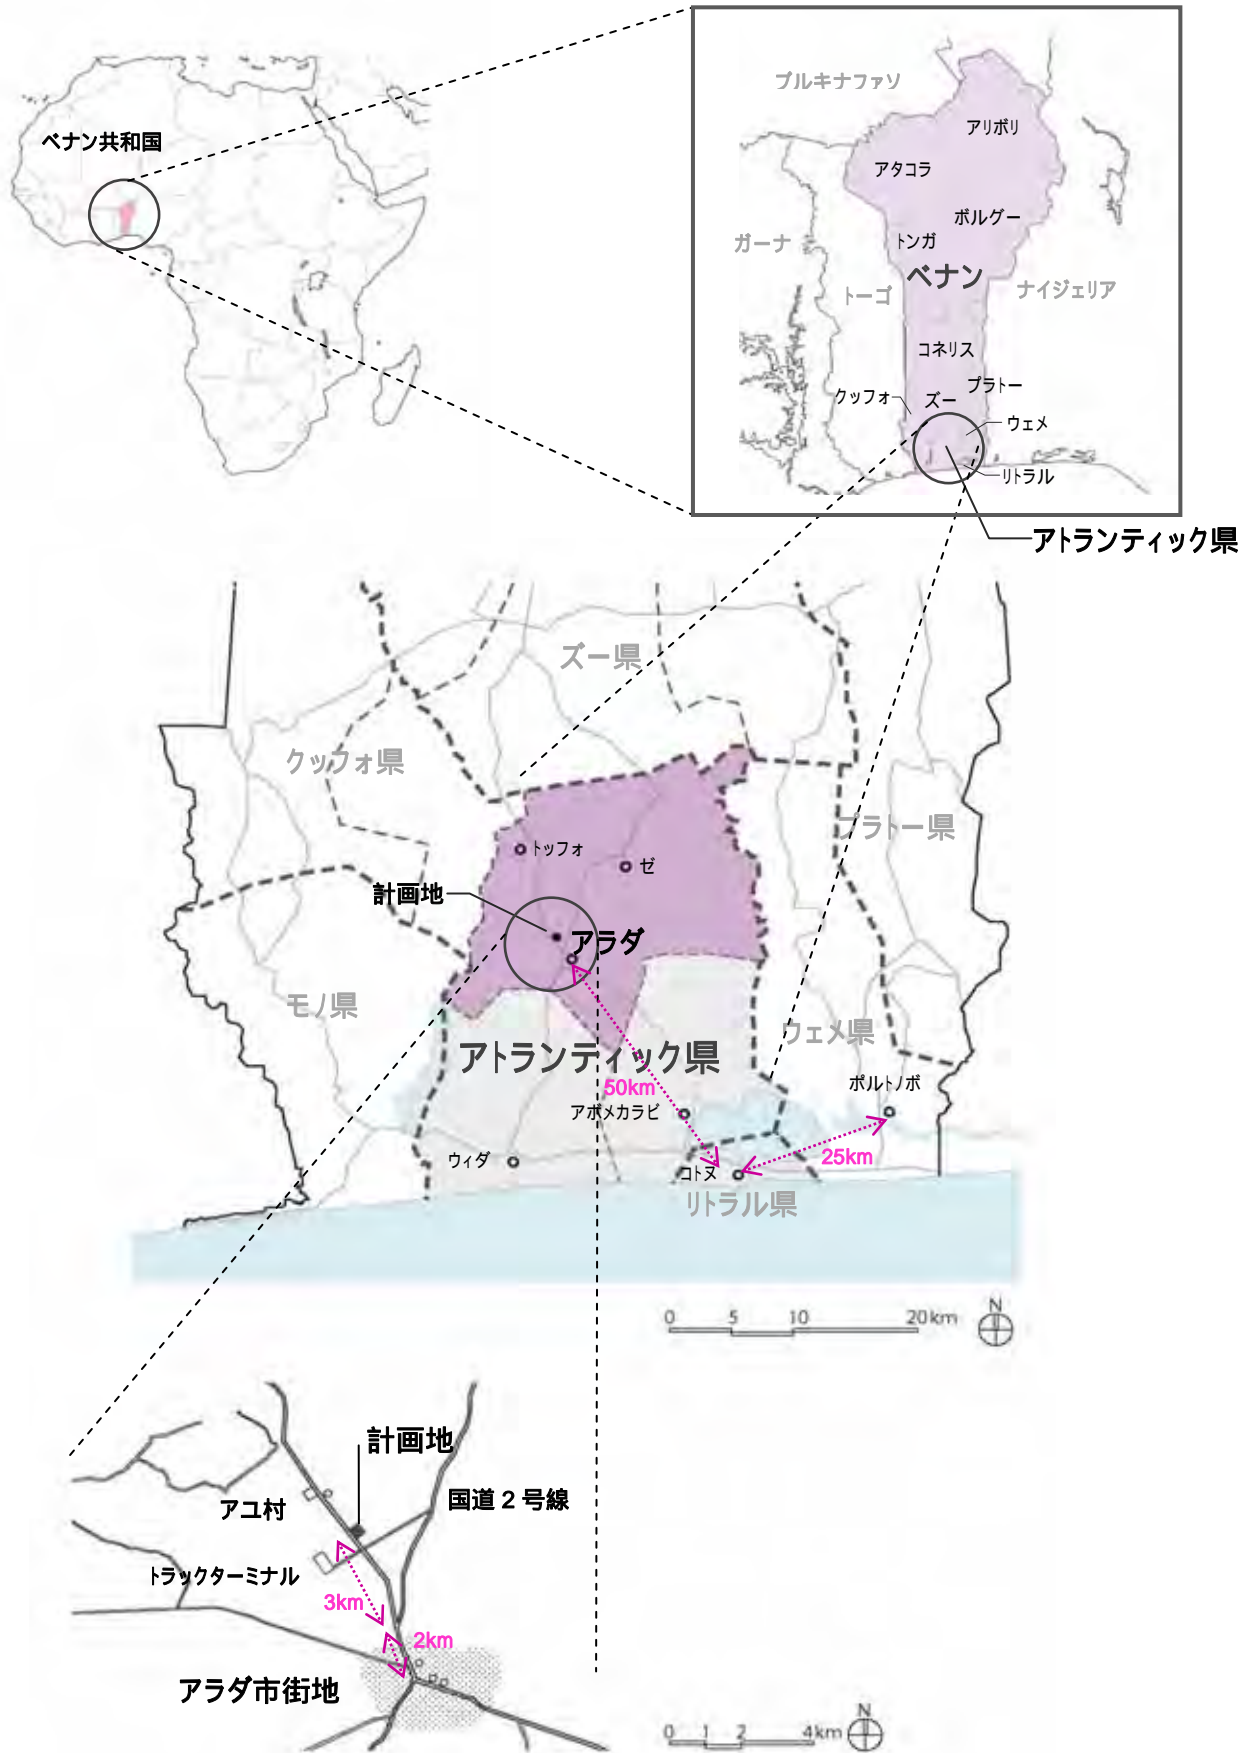 ベナン共和国
ブルキナファソ
アリボリ
アタコラ
ボルグー
トンガ
ガーナ
ベナン
トーゴ
ナイジェリア
コネリス
プラトー
クッフォ
ズー
ウェメ
リトラル
アトランティック県
ズー県
クッフォ県
プラトー県
トッフォ
ゼ
計画地
アラダ
モノ県
ウェメ県
アトランティック県
50km
ポルトノボ
アボメカラビ
25km
ウィダ
コトヌ
リトラル県
0 5 10 20km
N
計画地
国道2号線
アユ村
トラックターミナル
3km
2km
アラダ市街地
0 1 2 4km
N